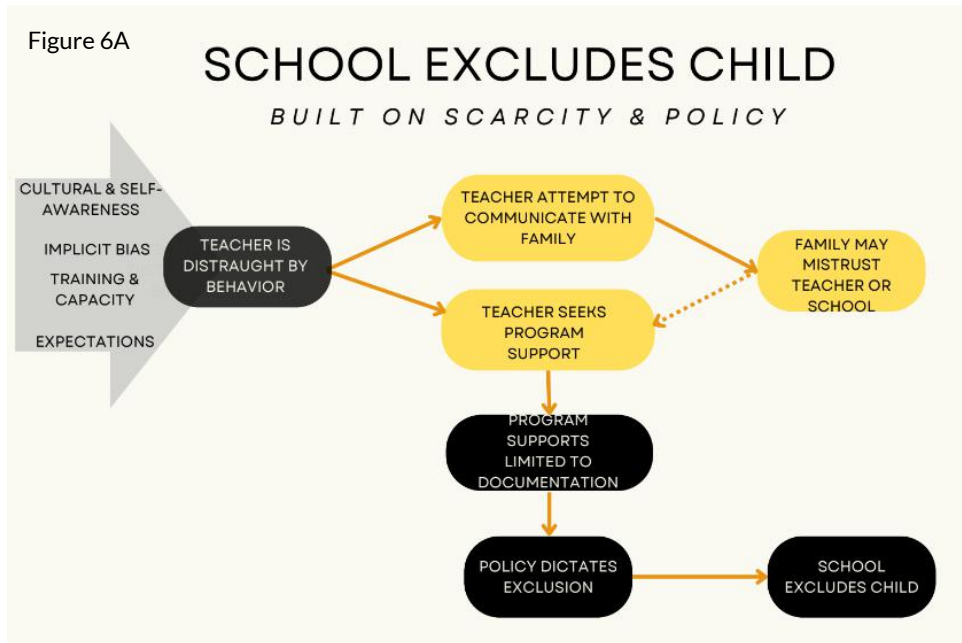 Figure 6A
SCHOOL EXCLUDES CHILD
BUILT ON SCARCITY & POLICY
CULTURAL & SELF-
AWARENESS
IMPLICIT BIAS
TRAINING &
CAPACITY
EXPECTATIONS
TEACHER IS
DISTRAUGHT BY
BEHAVIOR
TEACHER ATTEMPT TO
COMMUNICATE WITH
FAMILY
FAMILY MAY
MISTRUST
TEACHER OR
SCHOOL
TEACHER SEEKS
PROGRAM
SUPPORT
PROGRAM
SUPPORTS
LIMITED TO
DOCUMENTATION
POLICY DICTATES
EXCLUSION
SCHOOL
EXCLUDES CHILD